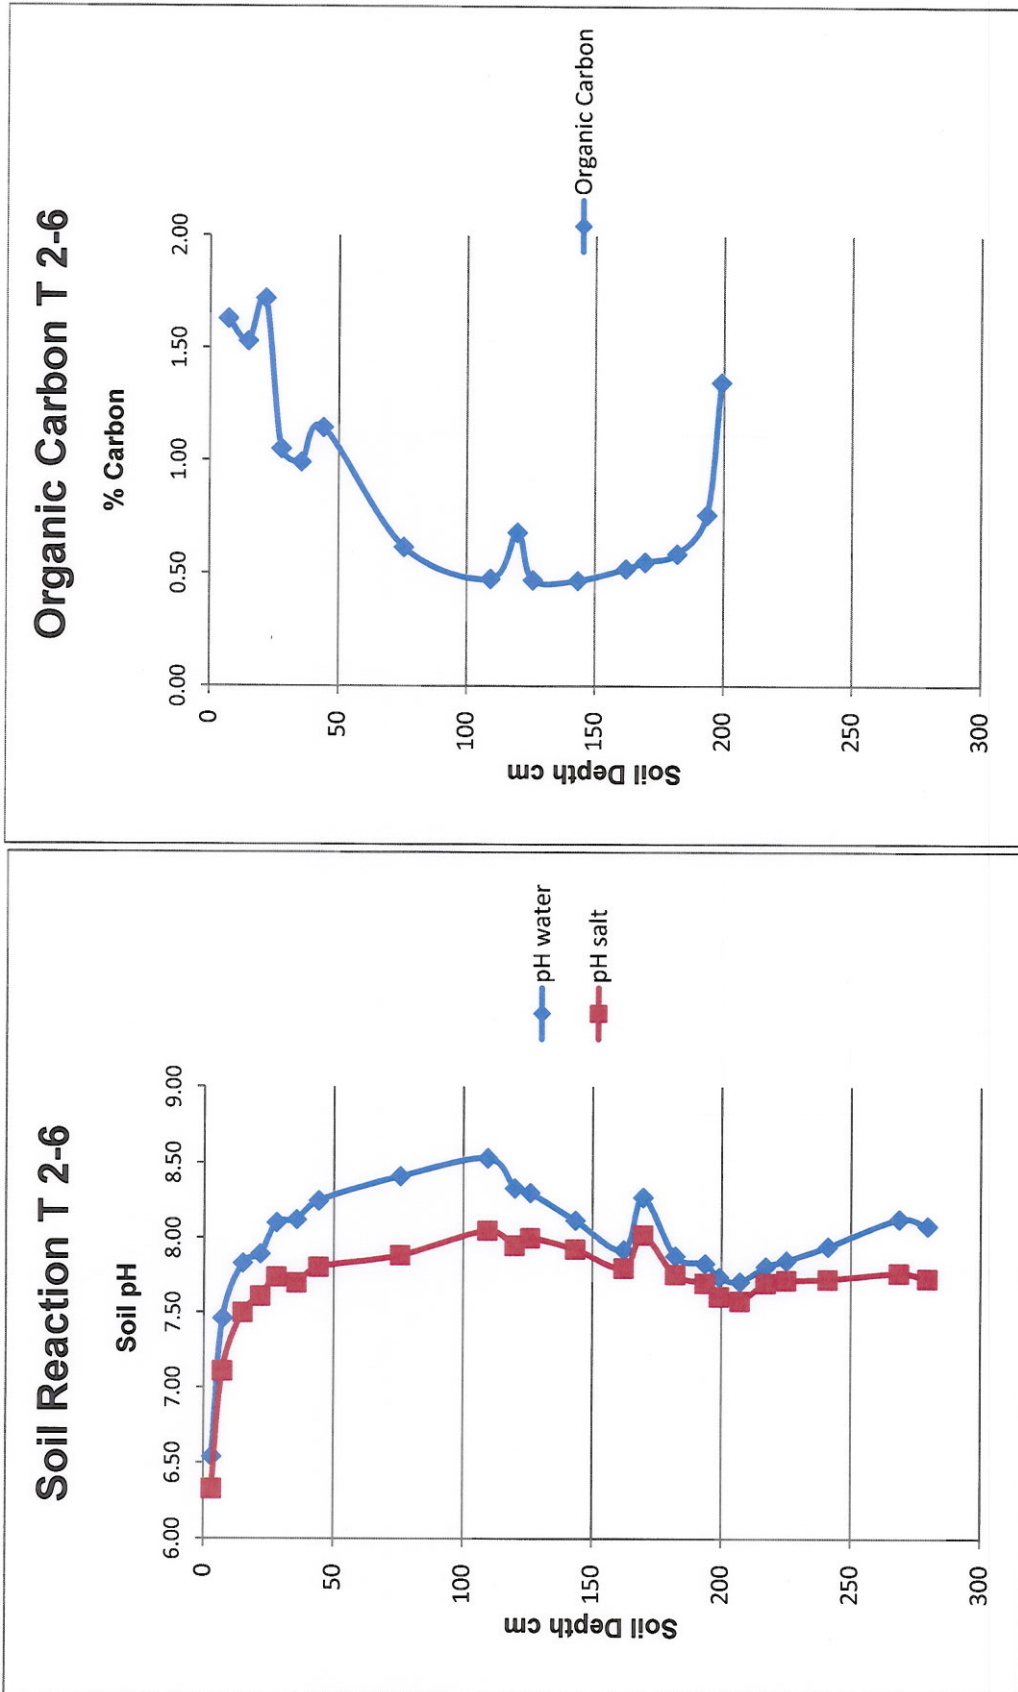 Soil Reaction T 2-6
Soil pH
6.00 6.50 7.00 7.50 8.00 8.50 9.00
0
50
100
150
200
250
300
Soil Depth cm
pH water
pH salt
Organic Carbon T 2-6
% Carbon
0.00 0.50 1.00 1.50 2.00
0
50
100
150
200
250
300
Soil Depth cm
Organic Carbon